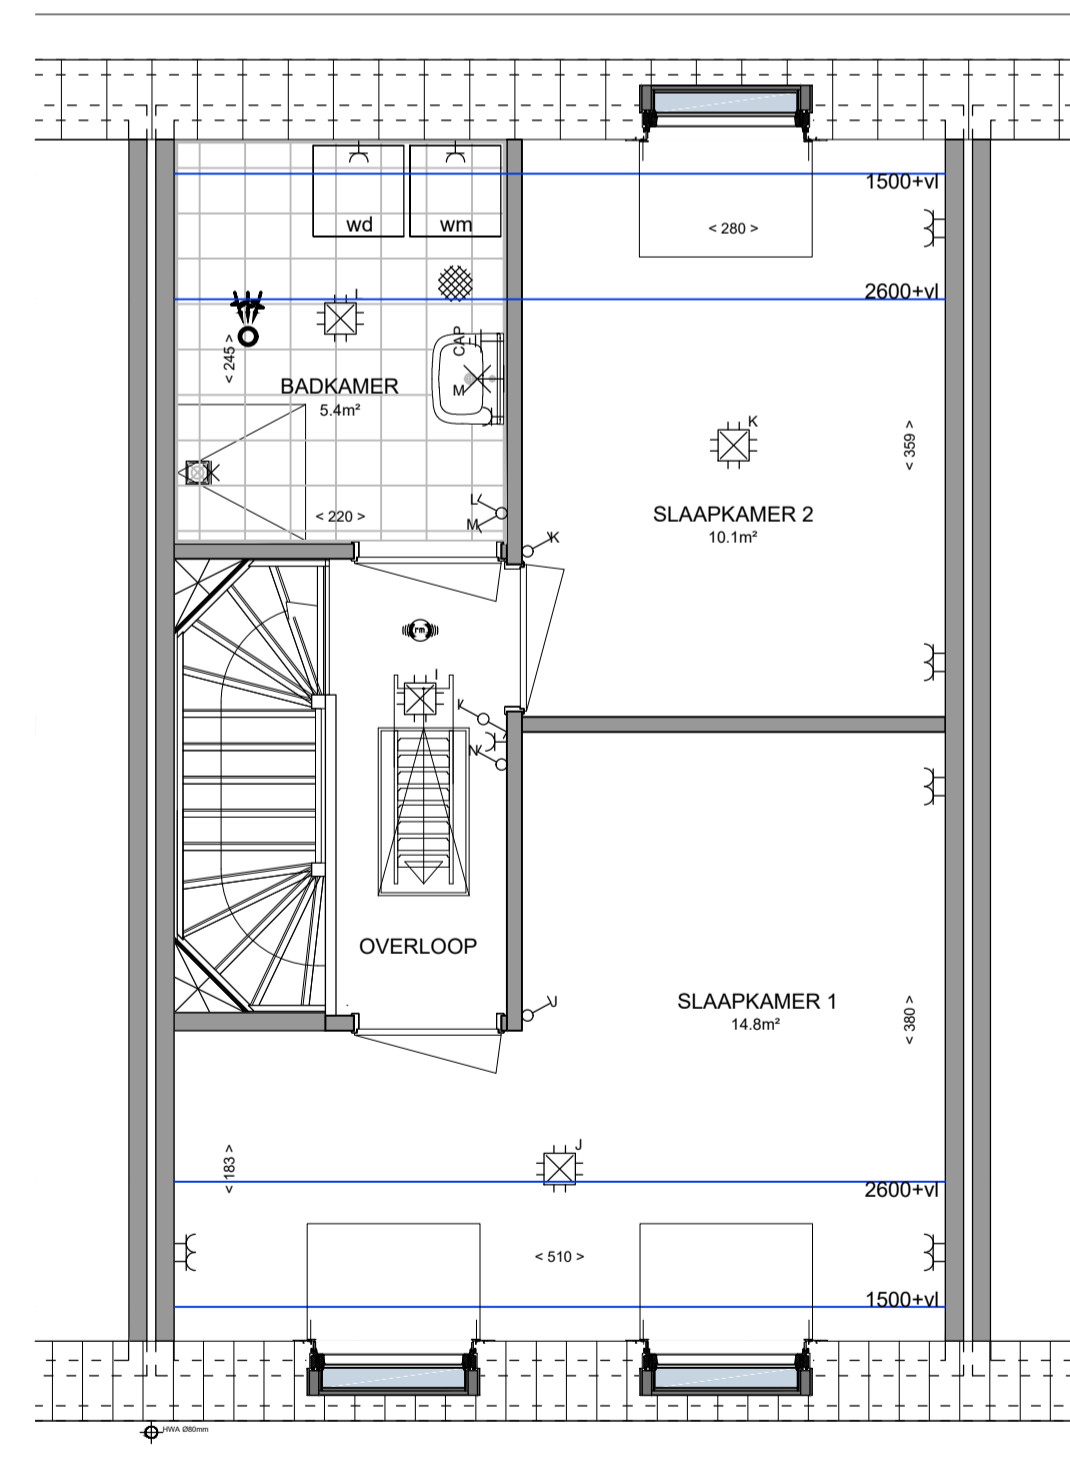 1500+vl
wd
wm
< 280 >
2600+vl
L
CAP
< 245 >
BADKAMER
5.4m²
M
K
< 359 >
SLAAPKAMER 2
10.1m²
L
M
< 220 >
K
rm
I
N
OVERLOOP
SLAAPKAMER 1
14.8m²
J
< 380 >
J
< 183 >
2600+vl
< 510 >
1500+vl
HWA Ø80mm